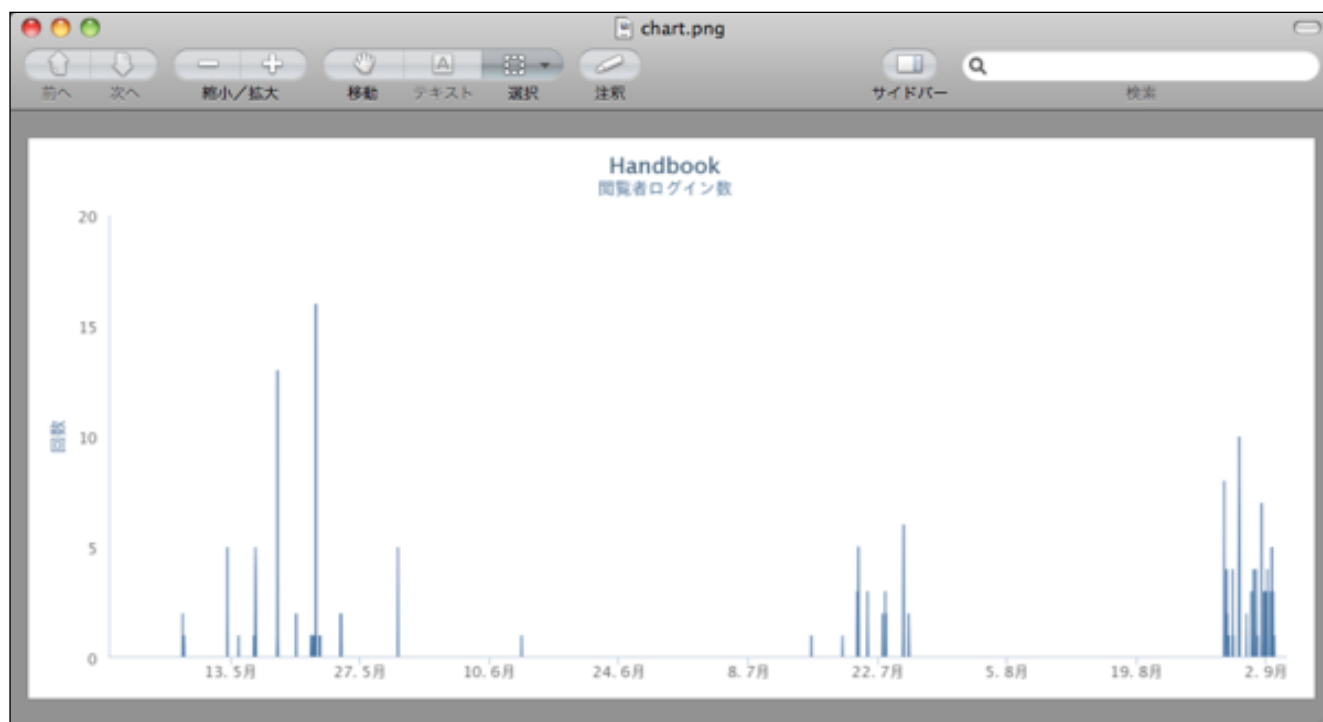 chart.png
前へ 次へ 縮小/拡大 移動 テキスト 選択 注釈 サイドバー 検索
A
Handbook
閲覧者ログイン数
回数
20
15
10
5
0
13. 5月 27. 5月 10. 6月 24. 6月 8. 7月 22. 7月 5. 8月 19. 8月 2. 9月